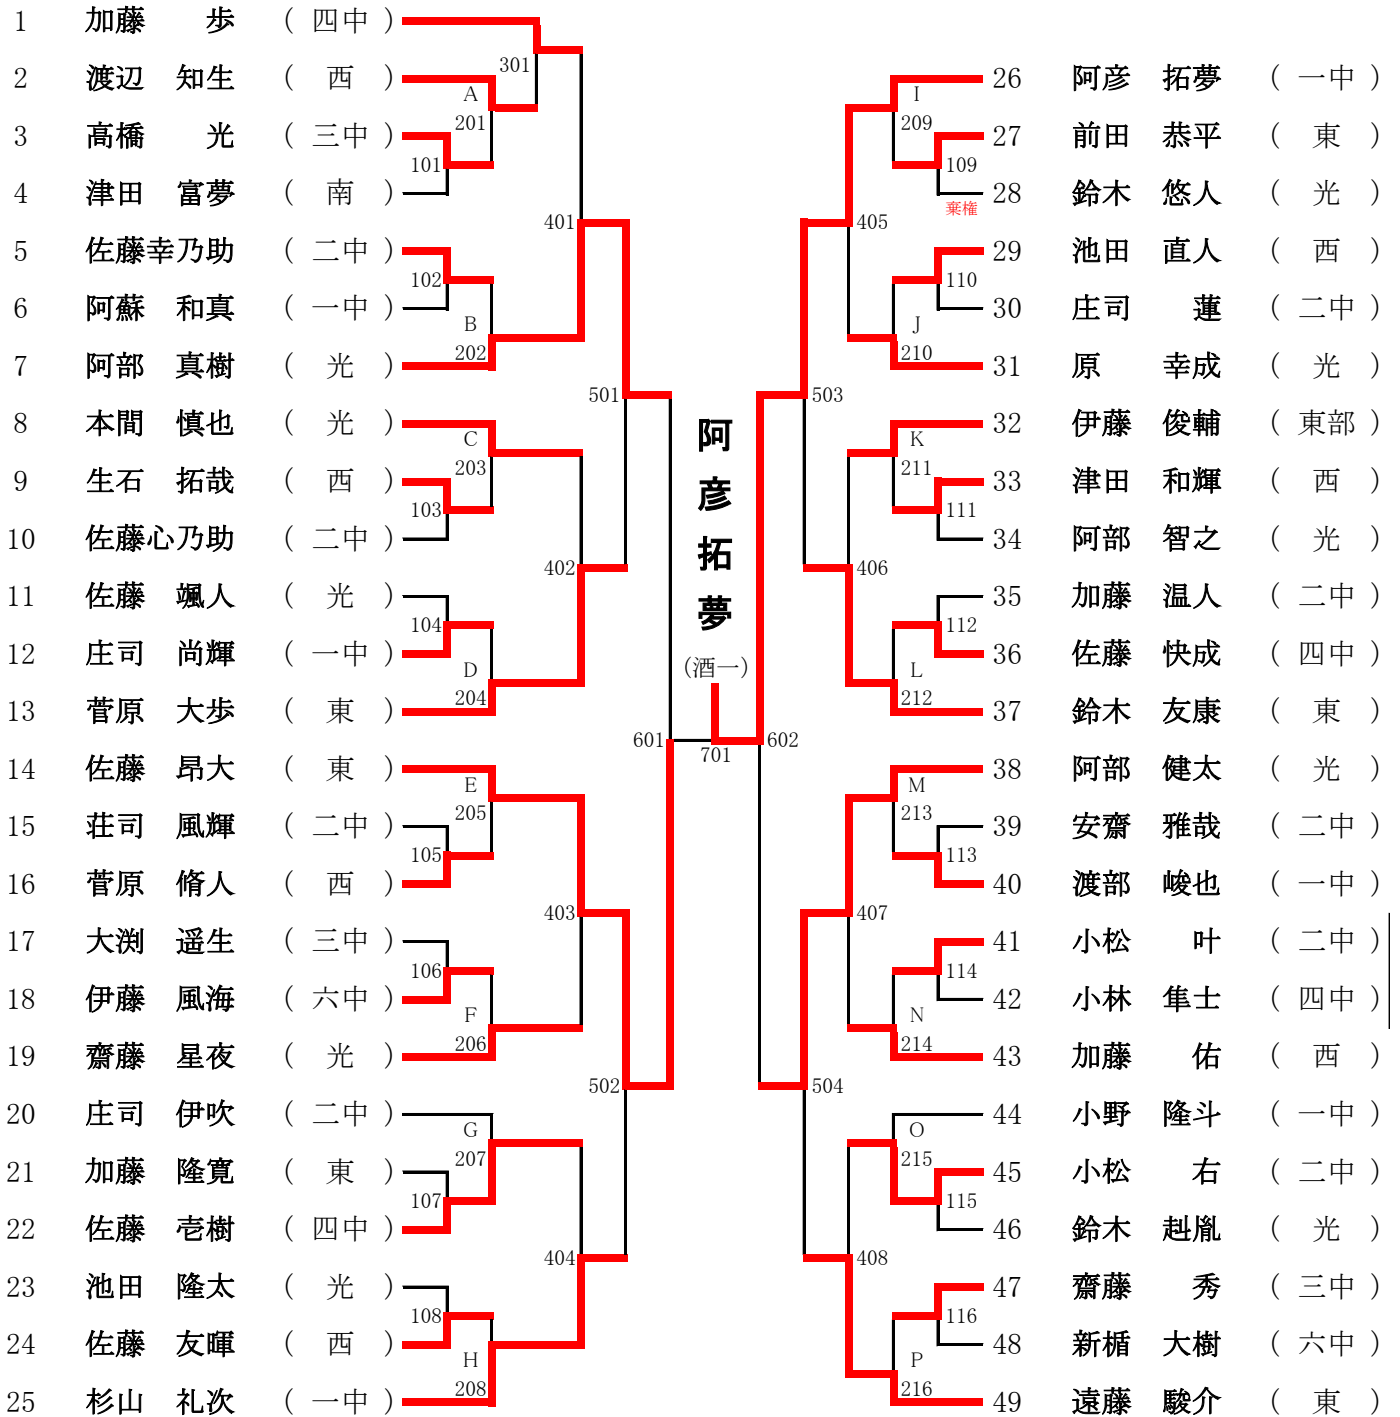 1 加藤 歩 ( 四中 )
2 渡辺 知生 ( 西 )
3 高橋 光 ( 三中 )
4 津田 富夢 ( 南 )
5 佐藤幸乃助 ( 二中 )
6 阿蘇 和真 ( 一中 )
7 阿部 真樹 ( 光 )
8 本間 慎也 ( 光 )
9 生石 拓哉 ( 西 )
10 佐藤心乃助 ( 二中 )
11 佐藤 颯人 ( 光 )
12 庄司 尚輝 ( 一中 )
13 菅原 大歩 ( 東 )
14 佐藤 昂大 ( 東 )
15 荘司 風輝 ( 二中 )
16 菅原 脩人 ( 西 )
17 大渕 遥生 ( 三中 )
18 伊藤 風海 ( 六中 )
19 齋藤 星夜 ( 光 )
20 庄司 伊吹 ( 二中 )
21 加藤 隆寛 ( 東 )
22 佐藤 壱樹 ( 四中 )
23 池田 隆太 ( 光 )
24 佐藤 友暉 ( 西 )
25 杉山 礼次 ( 一中 )
101
102
103
104
105
106
107
108
A
201
B
202
C
203
D
204
E
205
F
206
G
207
H
208
301
401
402
403
404
501
502
601
阿彦拓夢
(酒一)
701
602
503
504
405
406
407
408
I
209
J
210
K
211
L
212
M
213
N
214
O
215
P
216
109
棄権
110
111
112
113
114
115
116
26 阿彦 拓夢 ( 一中 )
27 前田 恭平 ( 東 )
28 鈴木 悠人 ( 光 )
29 池田 直人 ( 西 )
30 庄司 蓮 ( 二中 )
31 原 幸成 ( 光 )
32 伊藤 俊輔 ( 東部 )
33 津田 和輝 ( 西 )
34 阿部 智之 ( 光 )
35 加藤 温人 ( 二中 )
36 佐藤 快成 ( 四中 )
37 鈴木 友康 ( 東 )
38 阿部 健太 ( 光 )
39 安齋 雅哉 ( 二中 )
40 渡部 峻也 ( 一中 )
41 小松 叶 ( 二中 )
42 小林 隼士 ( 四中 )
43 加藤 佑 ( 西 )
44 小野 隆斗 ( 一中 )
45 小松 右 ( 二中 )
46 鈴木 赳胤 ( 光 )
47 齋藤 秀 ( 三中 )
48 新楯 大樹 ( 六中 )
49 遠藤 駿介 ( 東 )